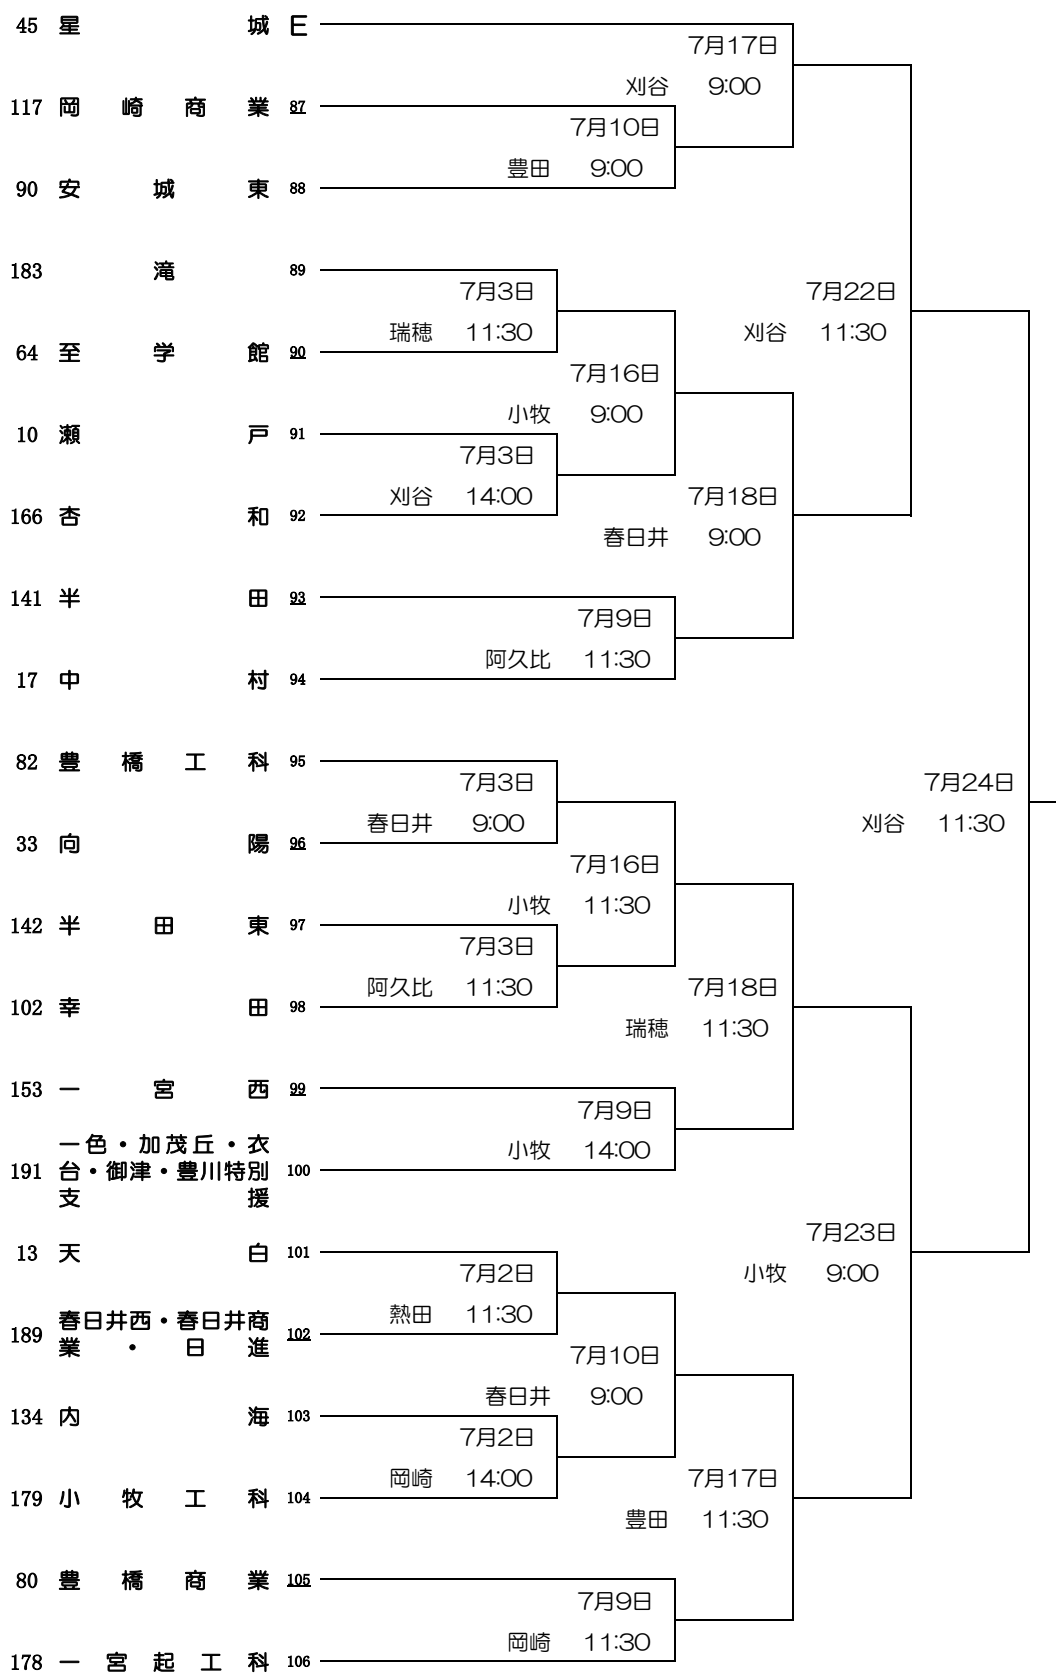 45 星城 E
7月17日
刈谷 9:00
117 岡崎商業 87
7月10日
豊田 9:00
90 安城東 88
183 滝 89
7月3日
7月22日
瑞穂 11:30
刈谷 11:30
64 至学館 90
7月16日
小牧 9:00
10 瀬戸 91
7月3日
刈谷 14:00
7月18日
166 杏和 92
春日井 9:00
141 半田 93
7月9日
阿久比 11:30
17 中村 94
82 豊橋工科 95
7月3日
7月24日
春日井 9:00
刈谷 11:30
33 向陽 96
7月16日
小牧 11:30
142 半田東 97
7月3日
阿久比 11:30
7月18日
102 幸田 98
瑞穂 11:30
153 一宮西 99
7月9日
一色・加茂丘・衣
小牧 14:00
191 台・御津・豊川特別 100
支援
7月23日
13 天白 101
7月2日
小牧 9:00
熱田 11:30
春日井西・春日井商
189 102
業・日進
7月10日
春日井 9:00
134 内海 103
7月2日
岡崎 14:00
7月17日
179 小牧工科 104
豊田 11:30
80 豊橋商業 105
7月9日
岡崎 11:30
178 一宮起工科 106